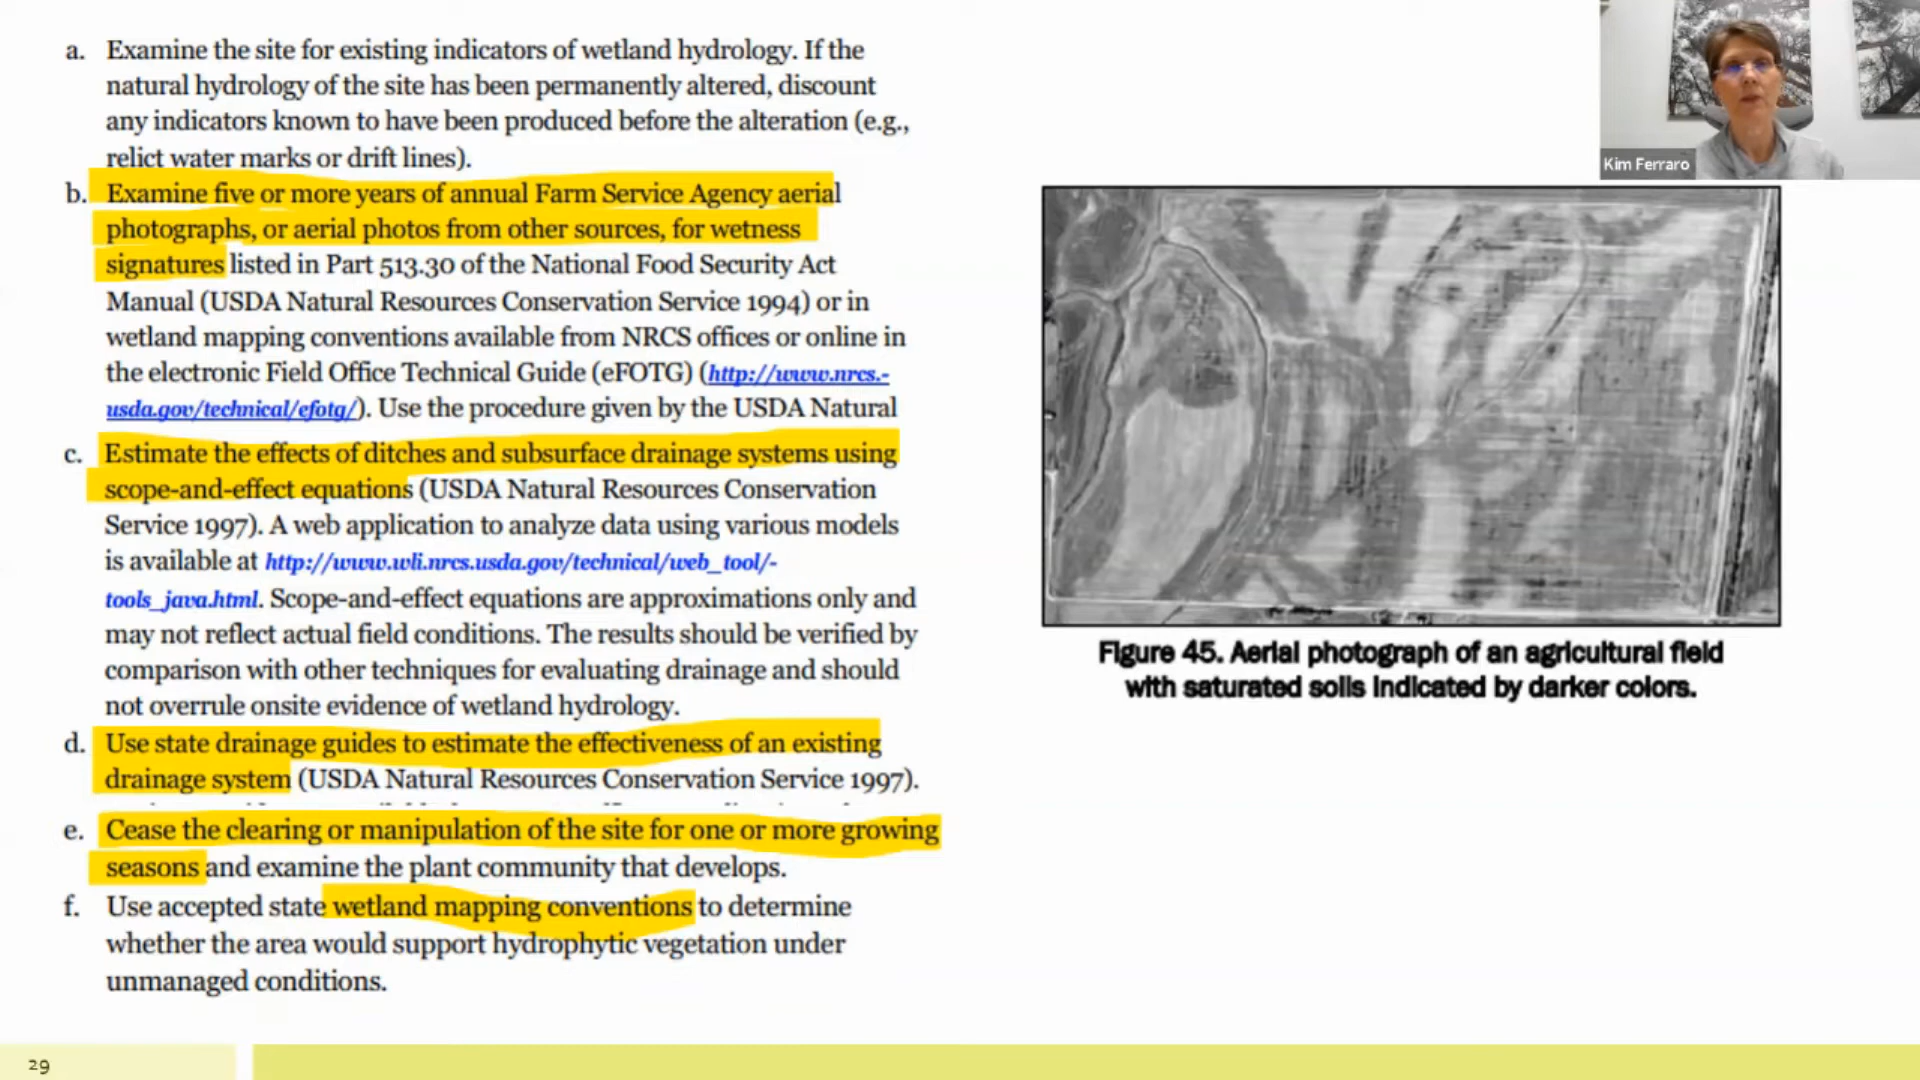 a. Examine the site for existing indicators of wetland hydrology. If the
natural hydrology of the site has been permanently altered, discount
any indicators known to have been produced before the alteration (e.g.,
relict water marks or drift lines).
b. Examine five or more years of annual Farm Service Agency aerial
photographs, or aerial photos from other sources, for wetness
signatures listed in Part 513.30 of the National Food Security Act
Manual (USDA Natural Resources Conservation Service 1994) or in
wetland mapping conventions available from NRCS offices or online in
the electronic Field Office Technical Guide (eFOTG) (http://www.nrcs.-
usda.gov/technical/efotg/). Use the procedure given by the USDA Natural
c. Estimate the effects of ditches and subsurface drainage systems using
scope-and-effect equations (USDA Natural Resources Conservation
Service 1997). A web application to analyze data using various models
is available at http://www.wli.nrcs.usda.gov/technical/web_tool/-
tools_java.html. Scope-and-effect equations are approximations only and
may not reflect actual field conditions. The results should be verified by
comparison with other techniques for evaluating drainage and should
not overrule onsite evidence of wetland hydrology.
d. Use state drainage guides to estimate the effectiveness of an existing
drainage system (USDA Natural Resources Conservation Service 1997).
e. Cease the clearing or manipulation of the site for one or more growing
seasons and examine the plant community that develops.
f. Use accepted state wetland mapping conventions to determine
whether the area would support hydrophytic vegetation under
unmanaged conditions.
Kim Ferraro
Figure 45. Aerial photograph of an agricultural field
with saturated soils indicated by darker colors.
29